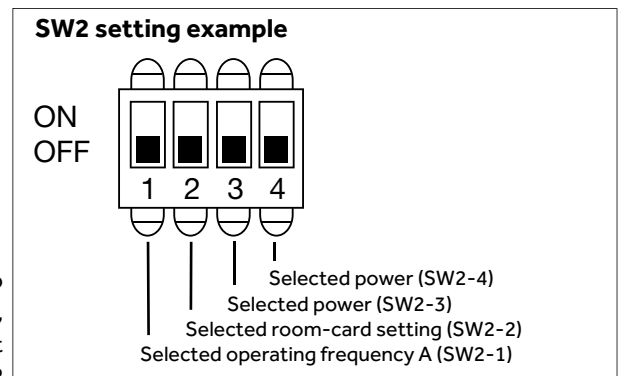 SW2 setting example
ON
OFF
1 2 3 4
Selected power (SW2-4)
Selected power (SW2-3)
Selected room-card setting (SW2-2)
Selected operating frequency A (SW2-1)